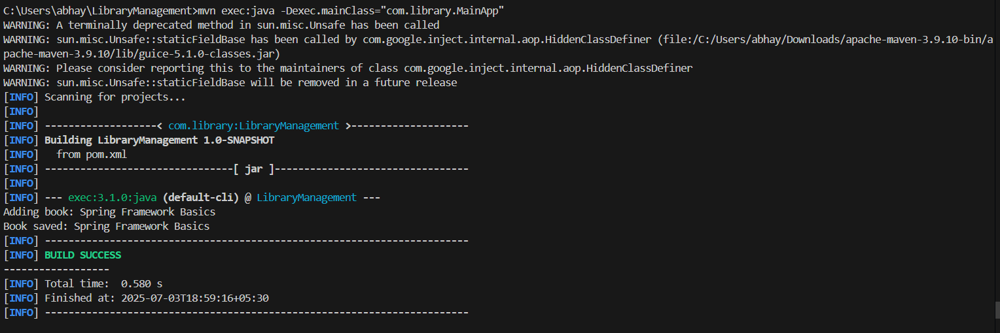 C:\Users\abhay\LibraryManagement>mvn exec:java -Dexec.mainClass="com.library.MainApp"
WARNING: A terminally deprecated method in sun.misc.Unsafe has been called
WARNING: sun.misc.Unsafe::staticFieldBase has been called by com.google.inject.internal.aop.HiddenClassDefiner (file:/C:/Users/abhay/Downloads/apache-maven-3.9.10-bin/a
pache-maven-3.9.10/lib/guice-5.1.0-classes.jar)
WARNING: Please consider reporting this to the maintainers of class com.google.inject.internal.aop.HiddenClassDefiner
WARNING: sun.misc.Unsafe::staticFieldBase will be removed in a future release
[INFO] Scanning for projects...
[INFO]
[INFO] -------------------< com.library:LibraryManagement >--------------------
[INFO] Building LibraryManagement 1.0-SNAPSHOT
[INFO]   from pom.xml
[INFO] --------------------------------[ jar ]---------------------------------
[INFO]
[INFO] --- exec:3.1.0:java (default-cli) @ LibraryManagement ---
Adding book: Spring Framework Basics
Book saved: Spring Framework Basics
[INFO] ------------------------------------------------------------------------
[INFO] BUILD SUCCESS
------------------
[INFO] Total time:  0.580 s
[INFO] Finished at: 2025-07-03T18:59:16+05:30
[INFO] ------------------------------------------------------------------------